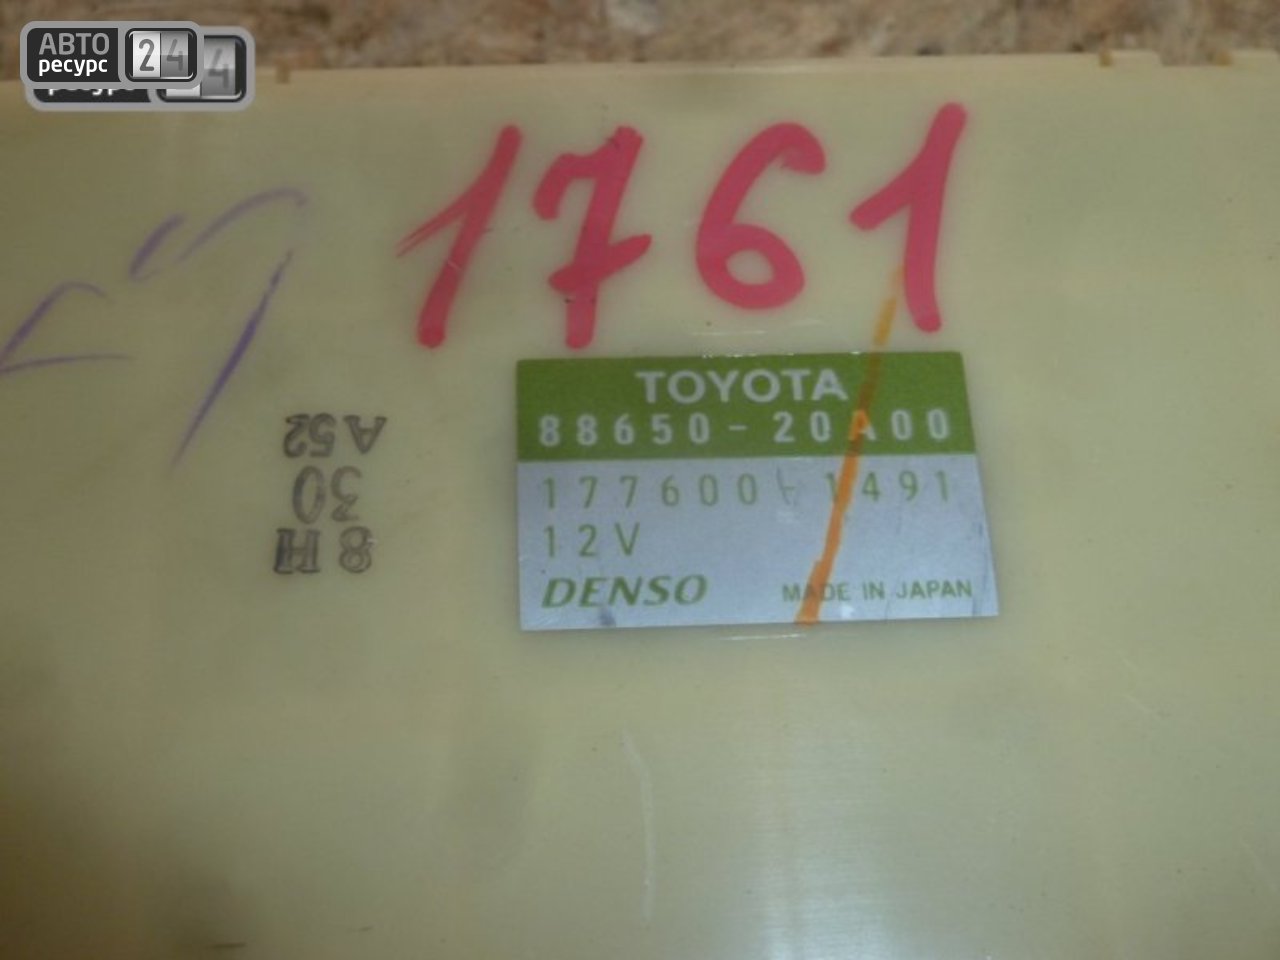 АВТО
ресурс 24
1761
TOYOTA
88650-20A00
177600-1491
12V
DENSO MADE IN JAPAN
8H
30
A52